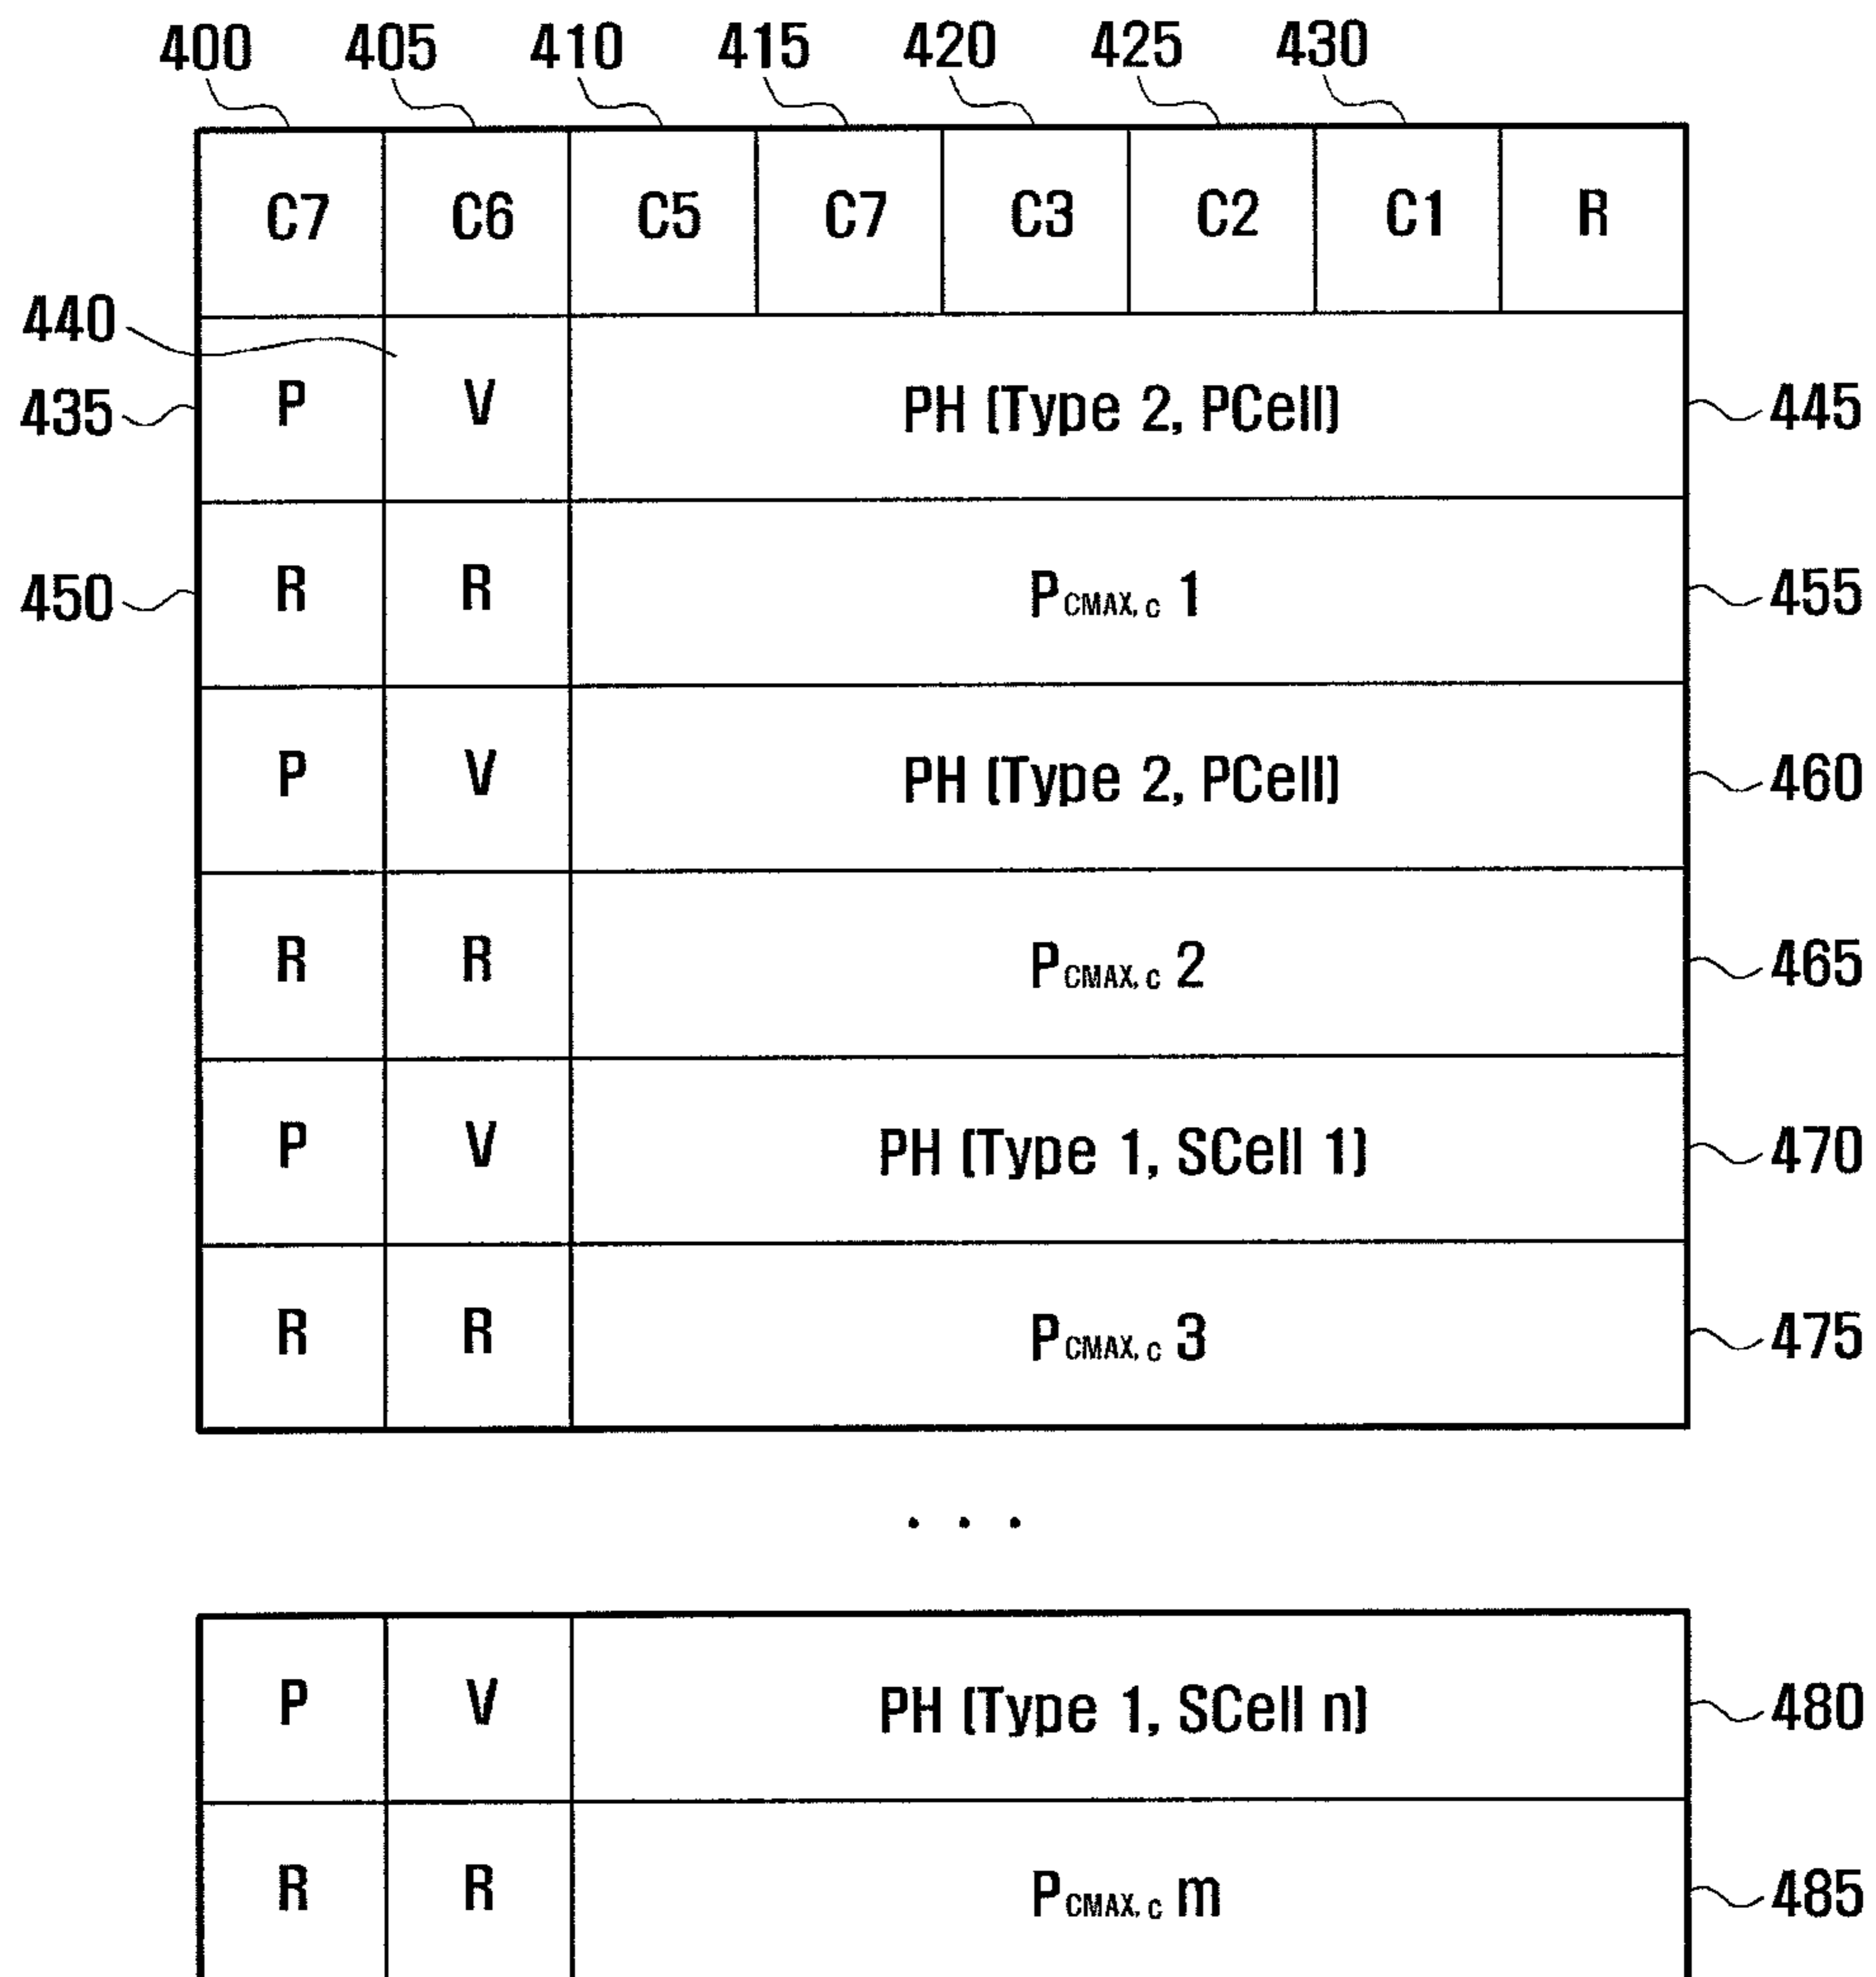 400 405 410 415 420 425 430
C7 C6 C5 C7 C3 C2 C1 R
440
435 P V PH (Type 2, PCell) 445
450 R R PCMAX, c 1 455
P V PH (Type 2, PCell) 460
R R PCMAX, c 2 465
P V PH (Type 1, SCell 1) 470
R R PCMAX, c 3 475
. . .
P V PH (Type 1, SCell n) 480
R R PCMAX, c m 485